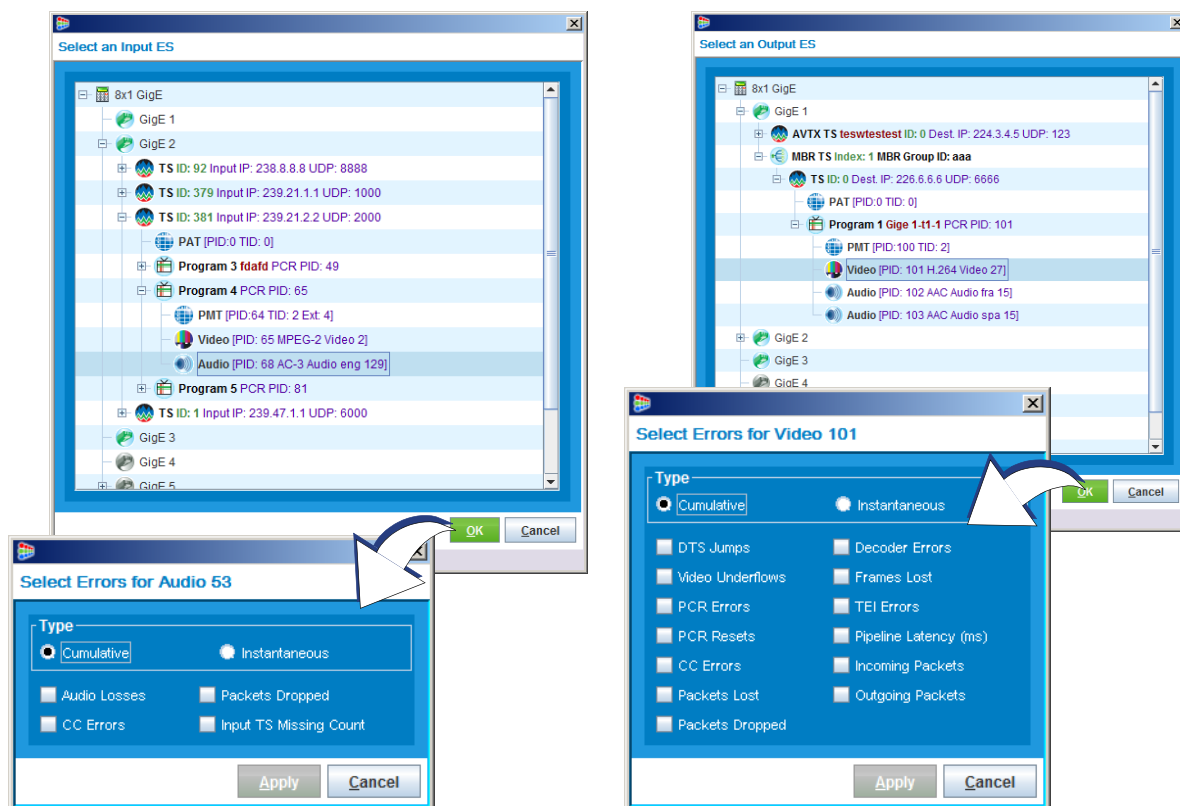 Select an Input ES
8x1 GigE
GigE 1
GigE 2
TS ID: 92 Input IP: 238.8.8.8 UDP: 8888
TS ID: 379 Input IP: 239.21.1.1 UDP: 1000
TS ID: 381 Input IP: 239.21.2.2 UDP: 2000
PAT [PID:0 TID: 0]
Program 3 fdafd PCR PID: 49
Program 4 PCR PID: 65
PMT [PID:64 TID: 2 Ext: 4]
Video [PID: 65 MPEG-2 Video 2]
Audio [PID: 68 AC-3 Audio eng 129]
Program 5 PCR PID: 81
TS ID: 1 Input IP: 239.47.1.1 UDP: 6000
GigE 3
GigE 4
GigE 5
OK Cancel
Select Errors for Audio 53
Type
Cumulative Instantaneous
Audio Losses Packets Dropped
CC Errors Input TS Missing Count
Apply Cancel
Select an Output ES
8x1 GigE
GigE 1
AVTX TS teswtestest ID: 0 Dest. IP: 224.3.4.5 UDP: 123
MBR TS Index: 1 MBR Group ID: aaa
TS ID: 0 Dest. IP: 226.6.6.6 UDP: 6666
PAT [PID:0 TID: 0]
Program 1 Gige 1-t1-1 PCR PID: 101
PMT [PID:100 TID: 2]
Video [PID: 101 H.264 Video 27]
Audio [PID: 102 AAC Audio fra 15]
Audio [PID: 103 AAC Audio spa 15]
GigE 2
GigE 3
GigE 4
OK Cancel
Select Errors for Video 101
Type
Cumulative Instantaneous
DTS Jumps Decoder Errors
Video Underflows Frames Lost
PCR Errors TEI Errors
PCR Resets Pipeline Latency (ms)
CC Errors Incoming Packets
Packets Lost Outgoing Packets
Packets Dropped
Apply Cancel